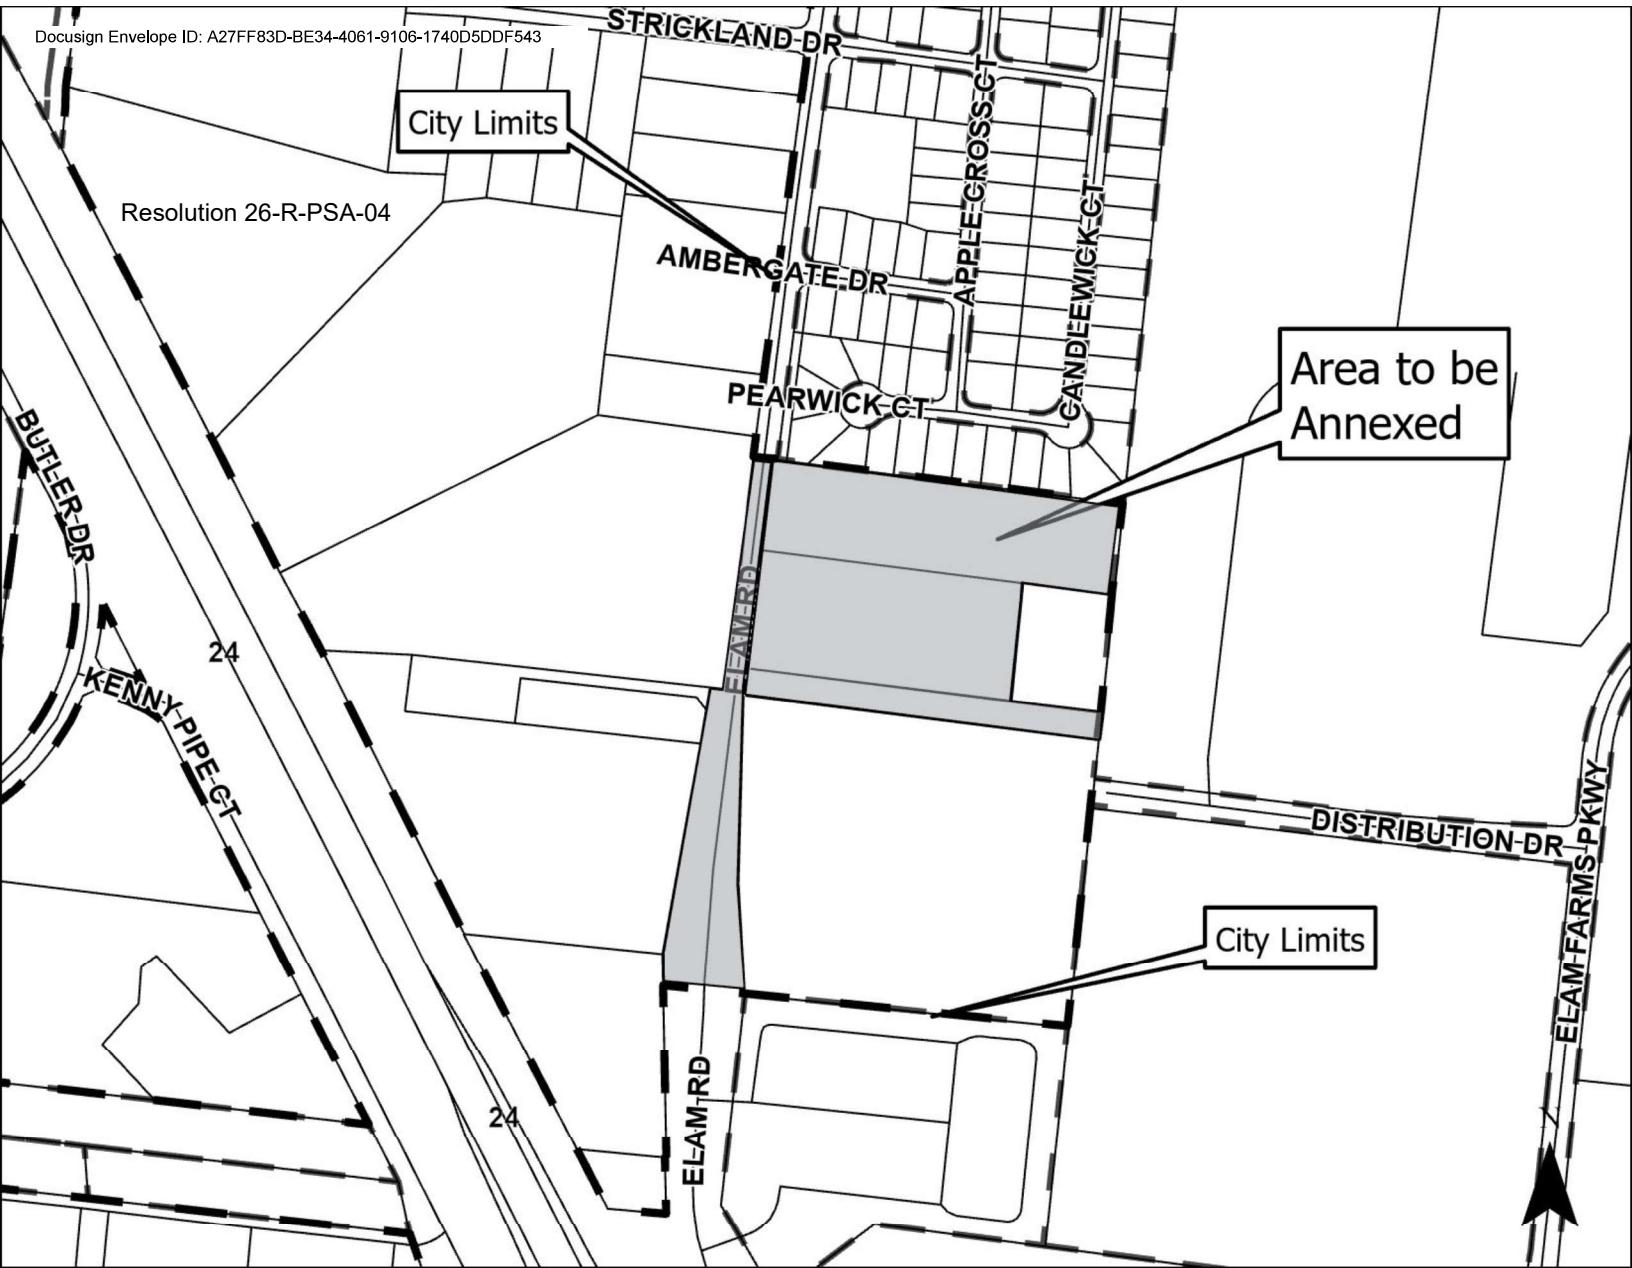 STRICKLAND DR
Docusign Envelope ID: A27FF83D-BE34-4061-9106-1740D5DDF543
City Limits
APPLECROSS CT
Resolution 26-R-PSA-04
CANDLEWICK CT
AMBERGATE DR
Area to be
Annexed
PEARWICK CT
BUTLER DR
ELAM RD
24
KENNY PIPE CT
DISTRIBUTION DR
ELAM FARMS PKWY
City Limits
24
ELAM RD
N